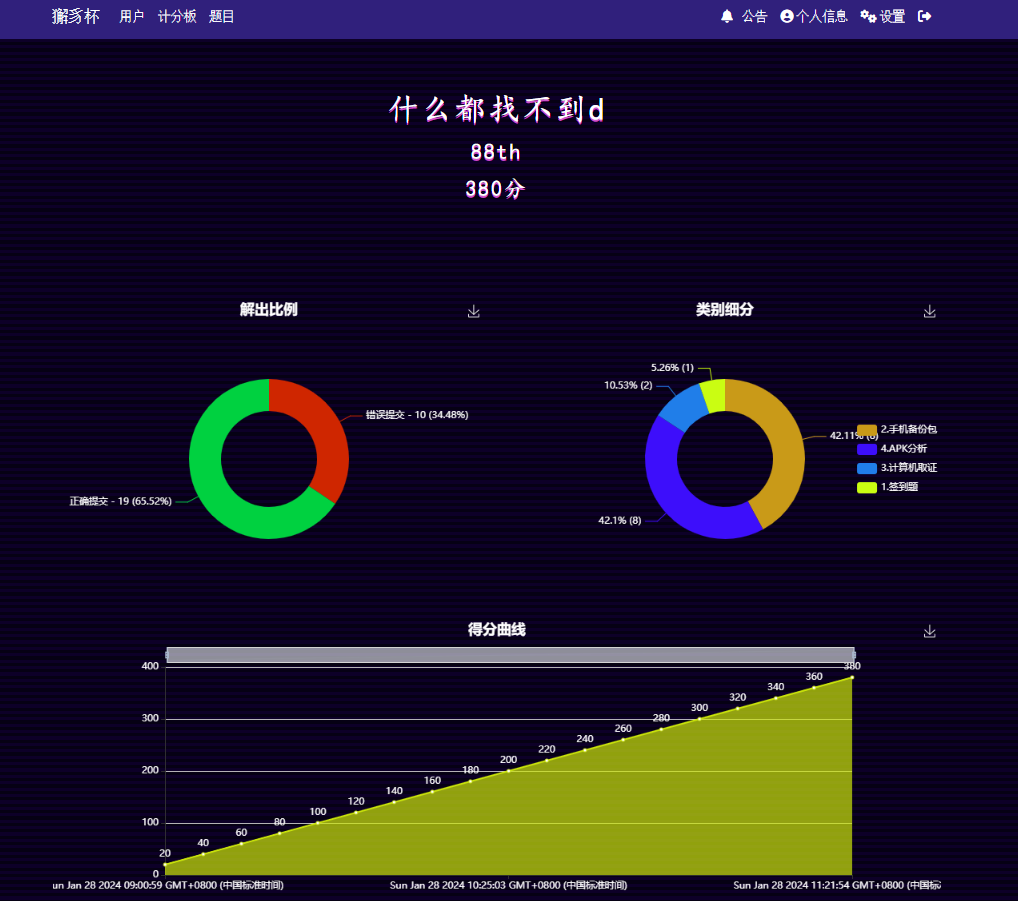 獬豸杯 用户 计分板 题目 公告 个人信息 设置
什么都找不到d
88th
380分
解出比例
类别细分
错误提交 - 10 (34.48%)
正确提交 - 19 (65.52%)
5.26% (1)
10.53% (2)
42.11% (8)
42.1% (8)
2.手机备份包
4.APK分析
3.计算机取证
1.签到题
得分曲线
400
300
200
100
0
20
40
60
80
100
120
140
160
180
200
220
240
260
280
300
320
340
360
380
un Jan 28 2024 09:00:59 GMT+0800 (中国标准时间)
Sun Jan 28 2024 10:25:03 GMT+0800 (中国标准时间)
Sun Jan 28 2024 11:21:54 GMT+0800 (中国标